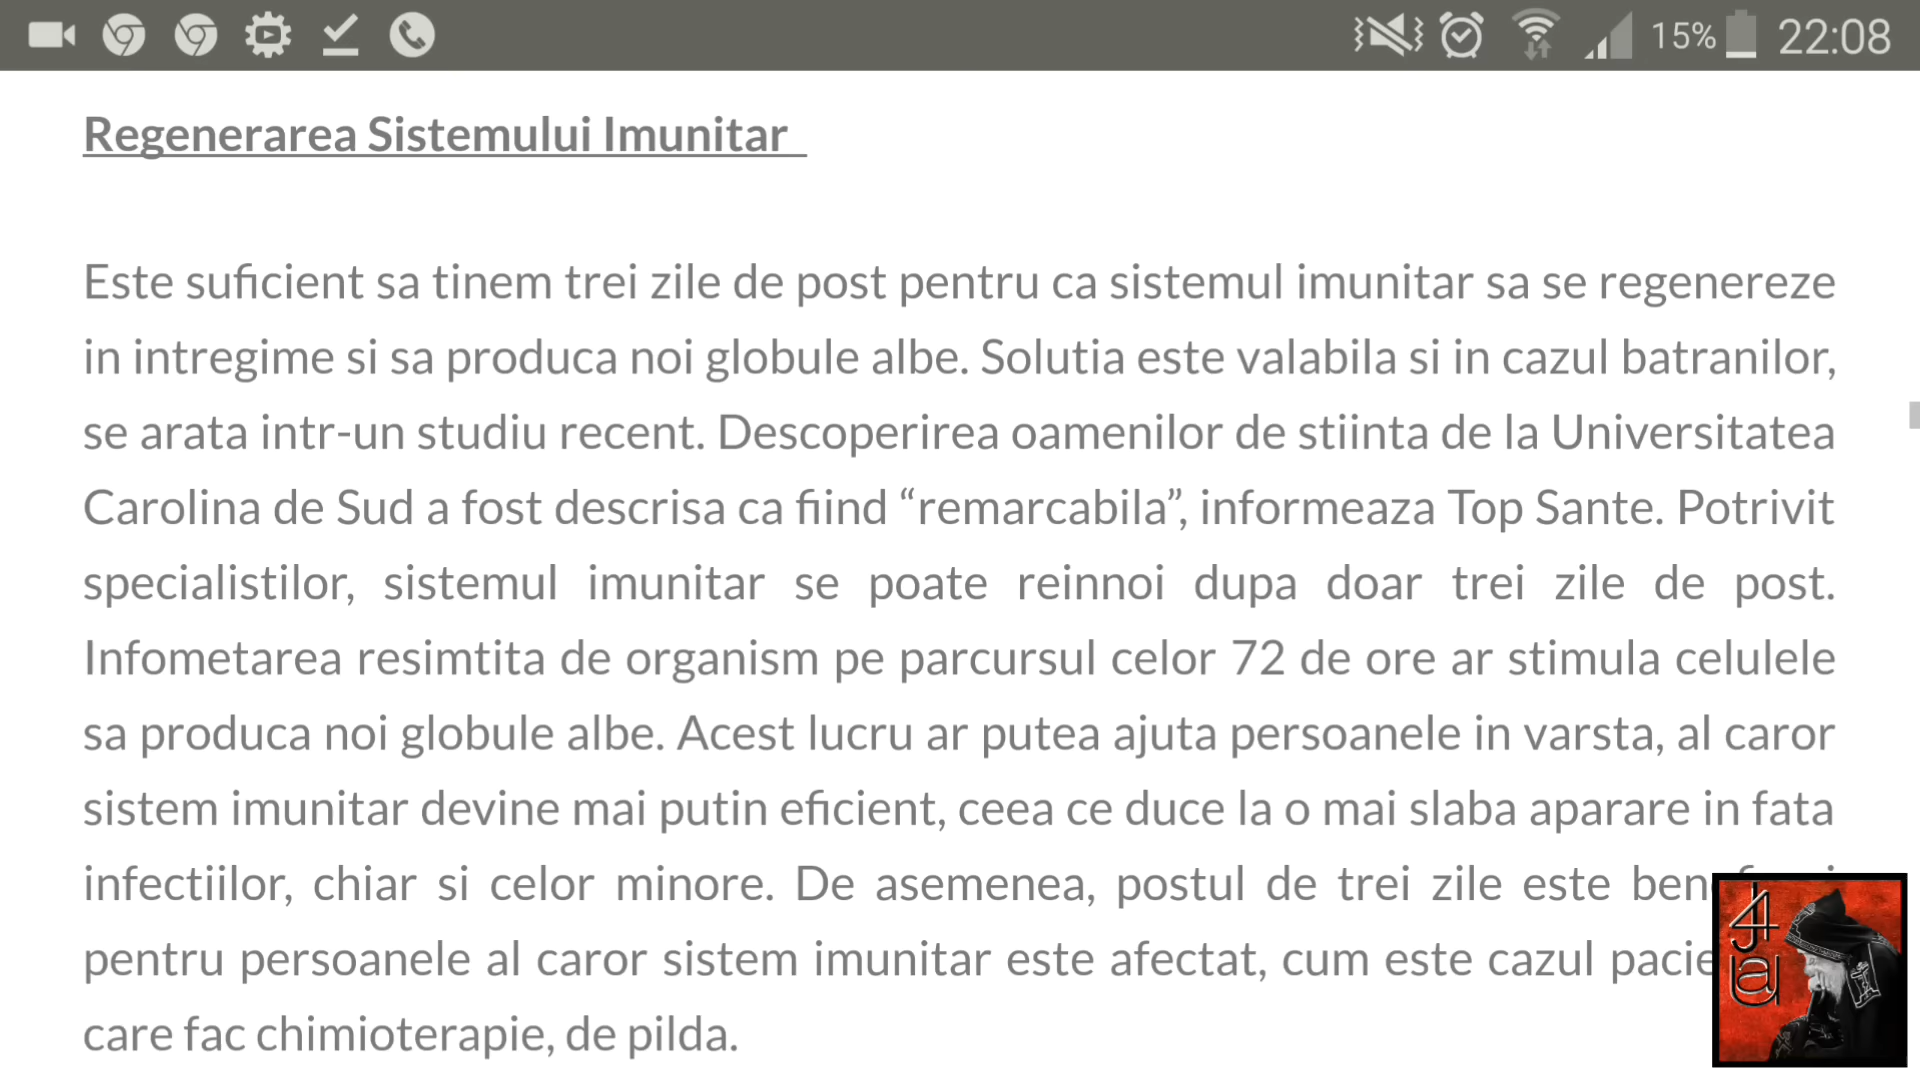 15% 22:08
Regenerarea Sistemului Imunitar
Este suficient sa tinem trei zile de post pentru ca sistemul imunitar sa se regenereze
in intregime si sa produca noi globule albe. Solutia este valabila si in cazul batranilor,
se arata intr-un studiu recent. Descoperirea oamenilor de stiinta de la Universitatea
Carolina de Sud a fost descrisa ca fiind “remarcabila”, informeaza Top Sante. Potrivit
specialistilor, sistemul imunitar se poate reinnoi dupa doar trei zile de post.
Infometarea resimtita de organism pe parcursul celor 72 de ore ar stimula celulele
sa produca noi globule albe. Acest lucru ar putea ajuta persoanele in varsta, al caror
sistem imunitar devine mai putin eficient, ceea ce duce la o mai slaba aparare in fata
infectiilor, chiar si celor minore. De asemenea, postul de trei zile este
pentru persoanele al caror sistem imunitar este afectat, cum este cazul
care fac chimioterapie, de pilda.